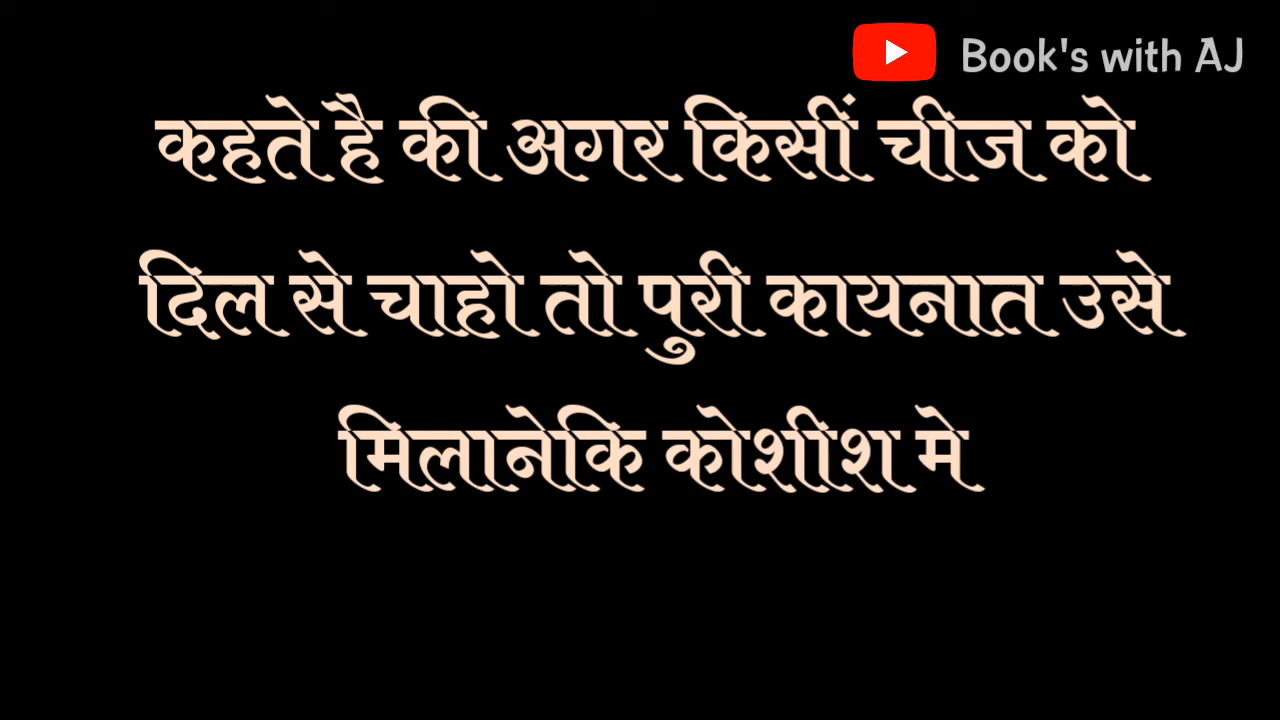 Book's with AJ
कहते है की अगर किसीं चीज को
दिल से चाहो तो पुरी कायनात उसे
मिलानेकि कोशीश मे